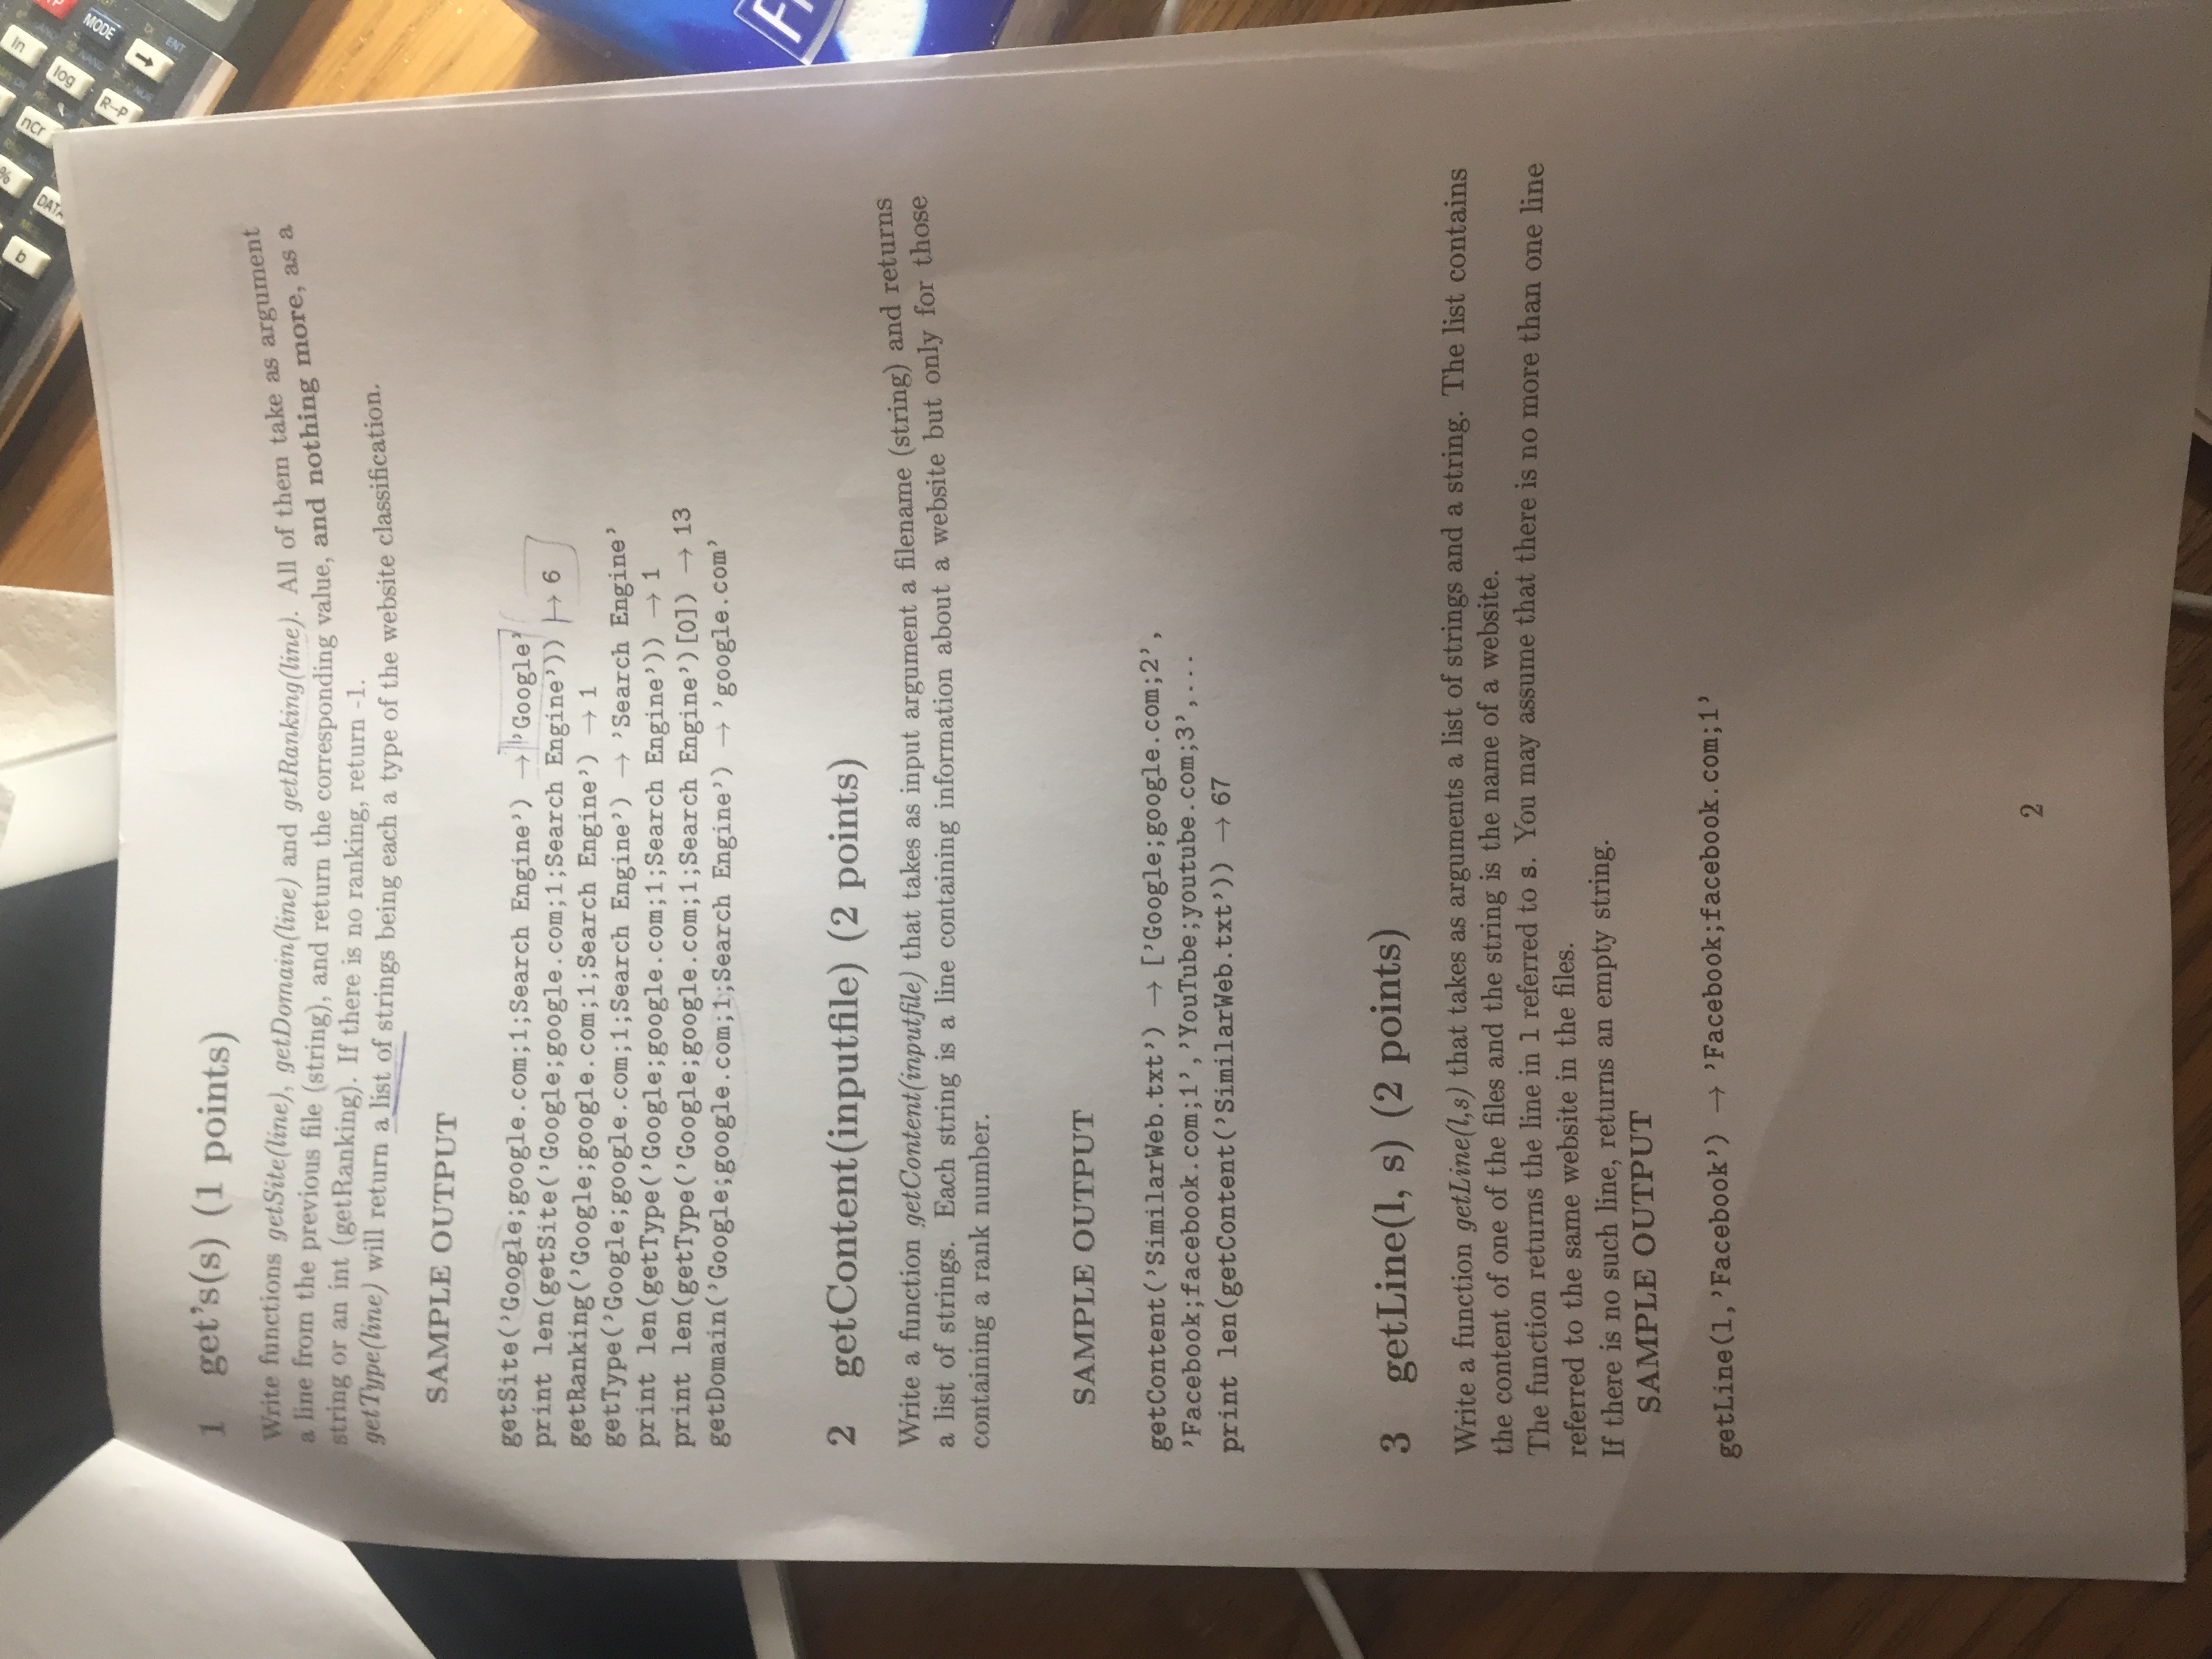 1 get's(s) (1 points)
Write functions getSite(line), getDomain(line) and getRanking(line). All of them take as argument
a line from the previous file (string), and return the corresponding value, and nothing more, as a
string or an int (getRanking). If there is no ranking, return -1.
getType(line) will return a list of strings being each a type of the website classification.
SAMPLE OUTPUT
getSite('Google;google.com;1;Search Engine') → 'Google'
print len(getSite('Google;google.com;1;Search Engine')) → 6
getRanking('Google;google.com;1;Search Engine') → 1
getType('Google;google.com;1;Search Engine') → 'Search Engine'
print len(getType('Google;google.com;1;Search Engine')) → 1
print len(getType('Google;google.com;1;Search Engine')[0]) → 13
getDomain('Google;google.com;1;Search Engine') → 'google.com'
2 getContent(inputfile) (2 points)
Write a function getContent(inputfile) that takes as input argument a filename (string) and returns
a list of strings. Each string is a line containing information about a website but only for those
containing a rank number.
SAMPLE OUTPUT
getContent('SimilarWeb.txt') → ['Google;google.com;2',
'Facebook;facebook.com;1','YouTube;youtube.com;3',...
print len(getContent('SimilarWeb.txt')) → 67
3 getLine(l, s) (2 points)
Write a function getLine(l,s) that takes as arguments a list of strings and a string. The list contains
the content of one of the files and the string is the name of a website.
The function returns the line in l referred to s. You may assume that there is no more than one line
referred to the same website in the files.
If there is no such line, returns an empty string.
SAMPLE OUTPUT
getLine(l,'Facebook') → 'Facebook;facebook.com;1'
2
b
%
in
DATA
ncr
log
R-P
MODE
ENT